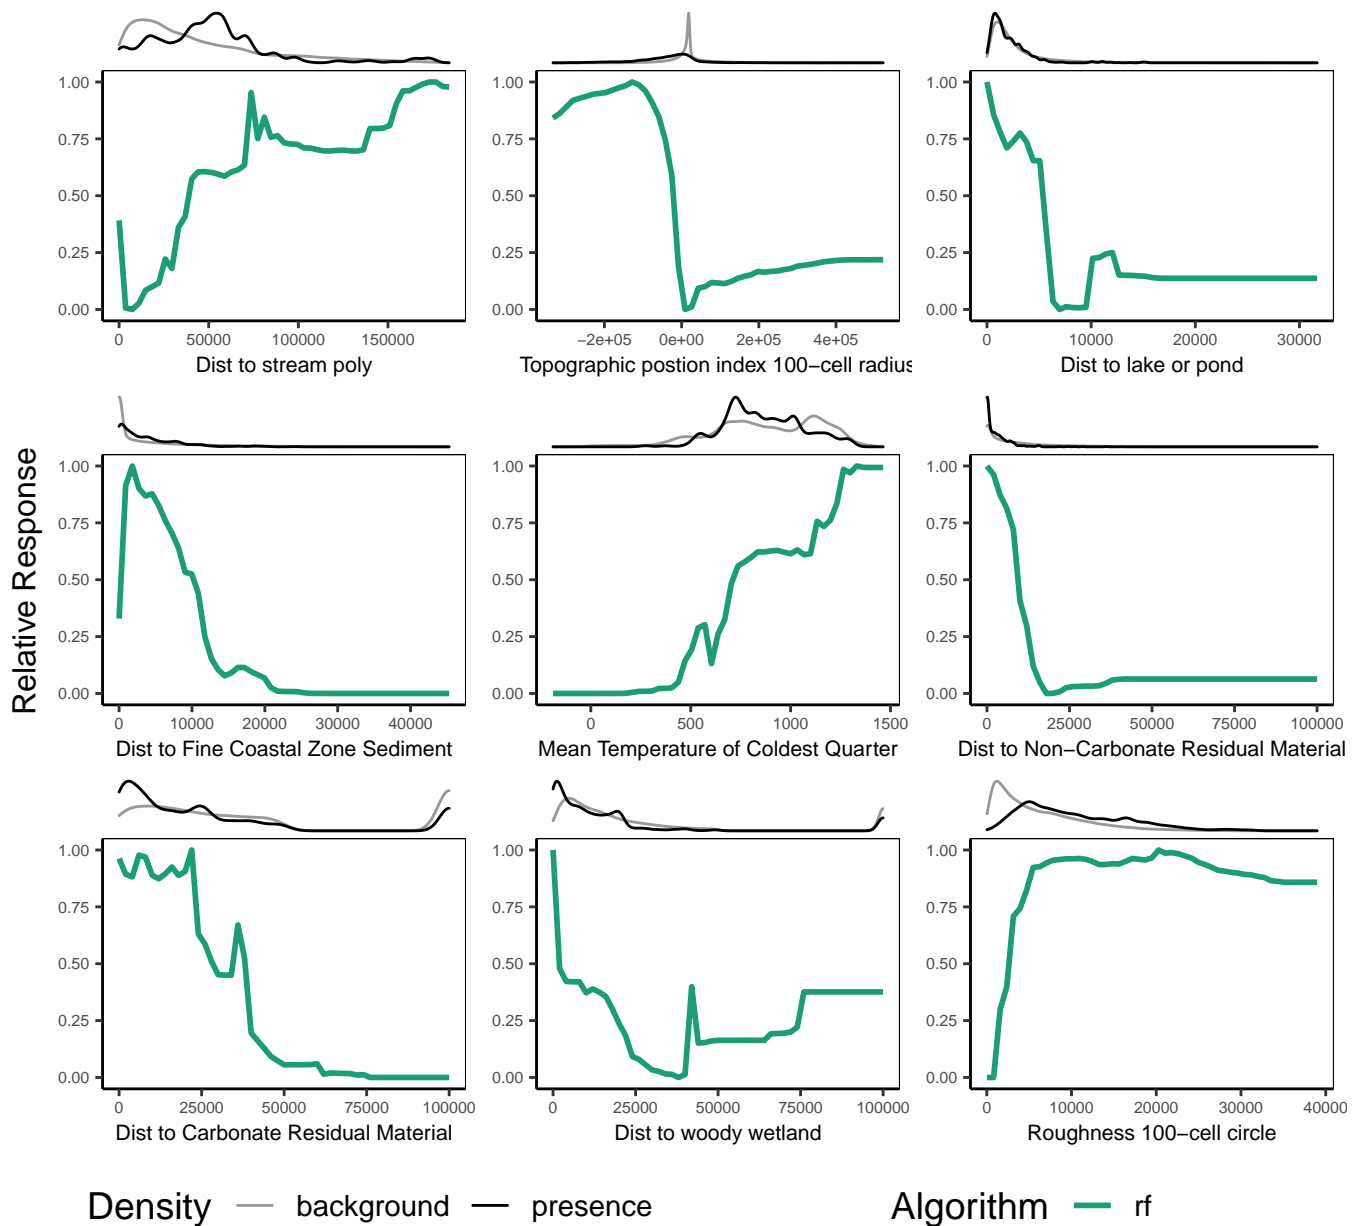 1.00
0.75
0.50
0.25
0.00
0 50000 100000 150000
Dist to stream poly
1.00
0.75
0.50
0.25
0.00
−2e+05 0e+00 2e+05 4e+05
Topographic postion index 100−cell radius
1.00
0.75
0.50
0.25
0.00
0 10000 20000 30000
Dist to lake or pond
Relative Response
1.00
0.75
0.50
0.25
0.00
0 10000 20000 30000 40000
Dist to Fine Coastal Zone Sediment
1.00
0.75
0.50
0.25
0.00
0 500 1000 1500
Mean Temperature of Coldest Quarter
1.00
0.75
0.50
0.25
0.00
0 25000 50000 75000 100000
Dist to Non−Carbonate Residual Material
1.00
0.75
0.50
0.25
0.00
0 25000 50000 75000 100000
Dist to Carbonate Residual Material
1.00
0.75
0.50
0.25
0.00
0 25000 50000 75000 100000
Dist to woody wetland
1.00
0.75
0.50
0.25
0.00
0 10000 20000 30000 40000
Roughness 100−cell circle
Density background presence Algorithm rf